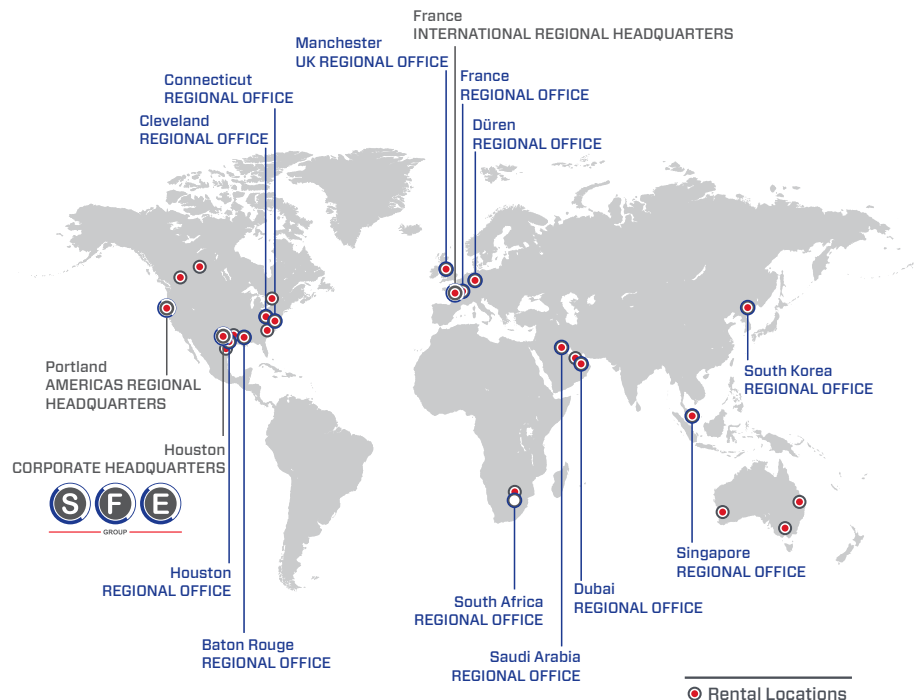 France
INTERNATIONAL REGIONAL HEADQUARTERS
Manchester
UK REGIONAL OFFICE
France
REGIONAL OFFICE
Connecticut
REGIONAL OFFICE
Cleveland
REGIONAL OFFICE
Düren
REGIONAL OFFICE
Portland
AMERICAS REGIONAL
HEADQUARTERS
South Korea
REGIONAL OFFICE
Houston
CORPORATE HEADQUARTERS
S F E
GROUP
Houston
REGIONAL OFFICE
Singapore
REGIONAL OFFICE
Dubai
REGIONAL OFFICE
South Africa
REGIONAL OFFICE
Baton Rouge
REGIONAL OFFICE
Saudi Arabia
REGIONAL OFFICE
Rental Locations